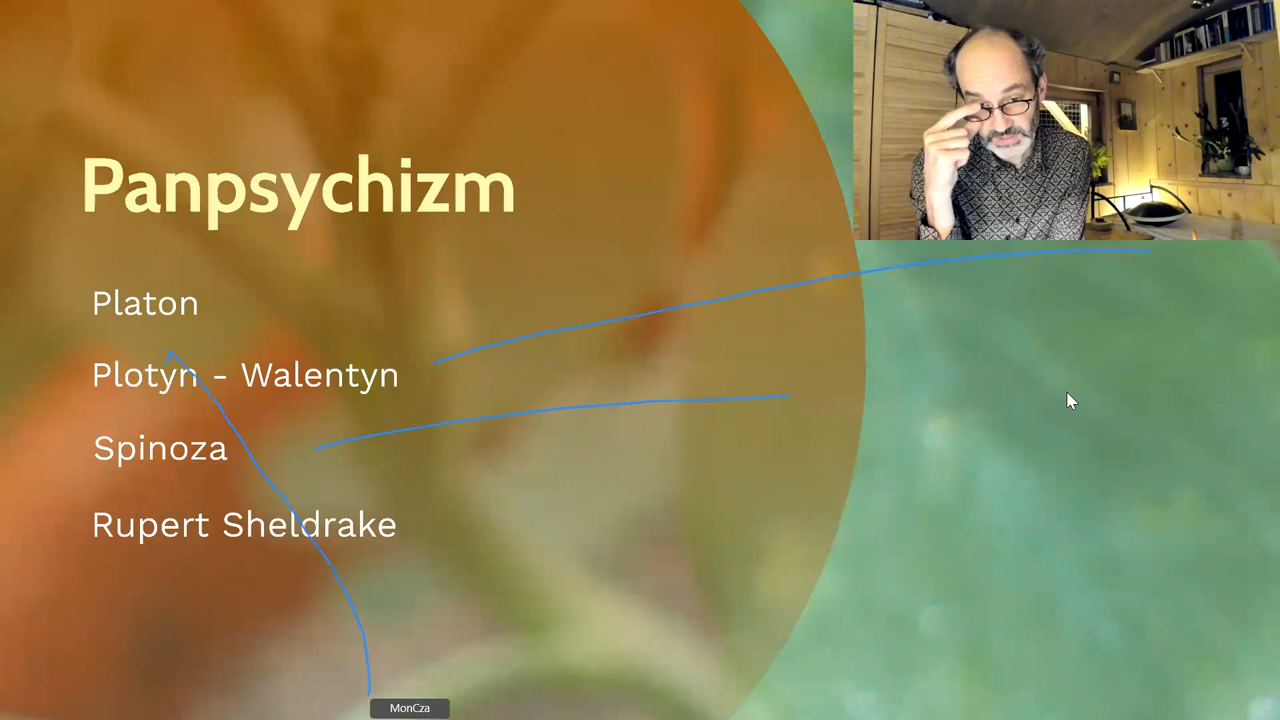 Panpsychizm
Platon
Plotyn - Walentyn
Spinoza
Rupert Sheldrake
MonCza